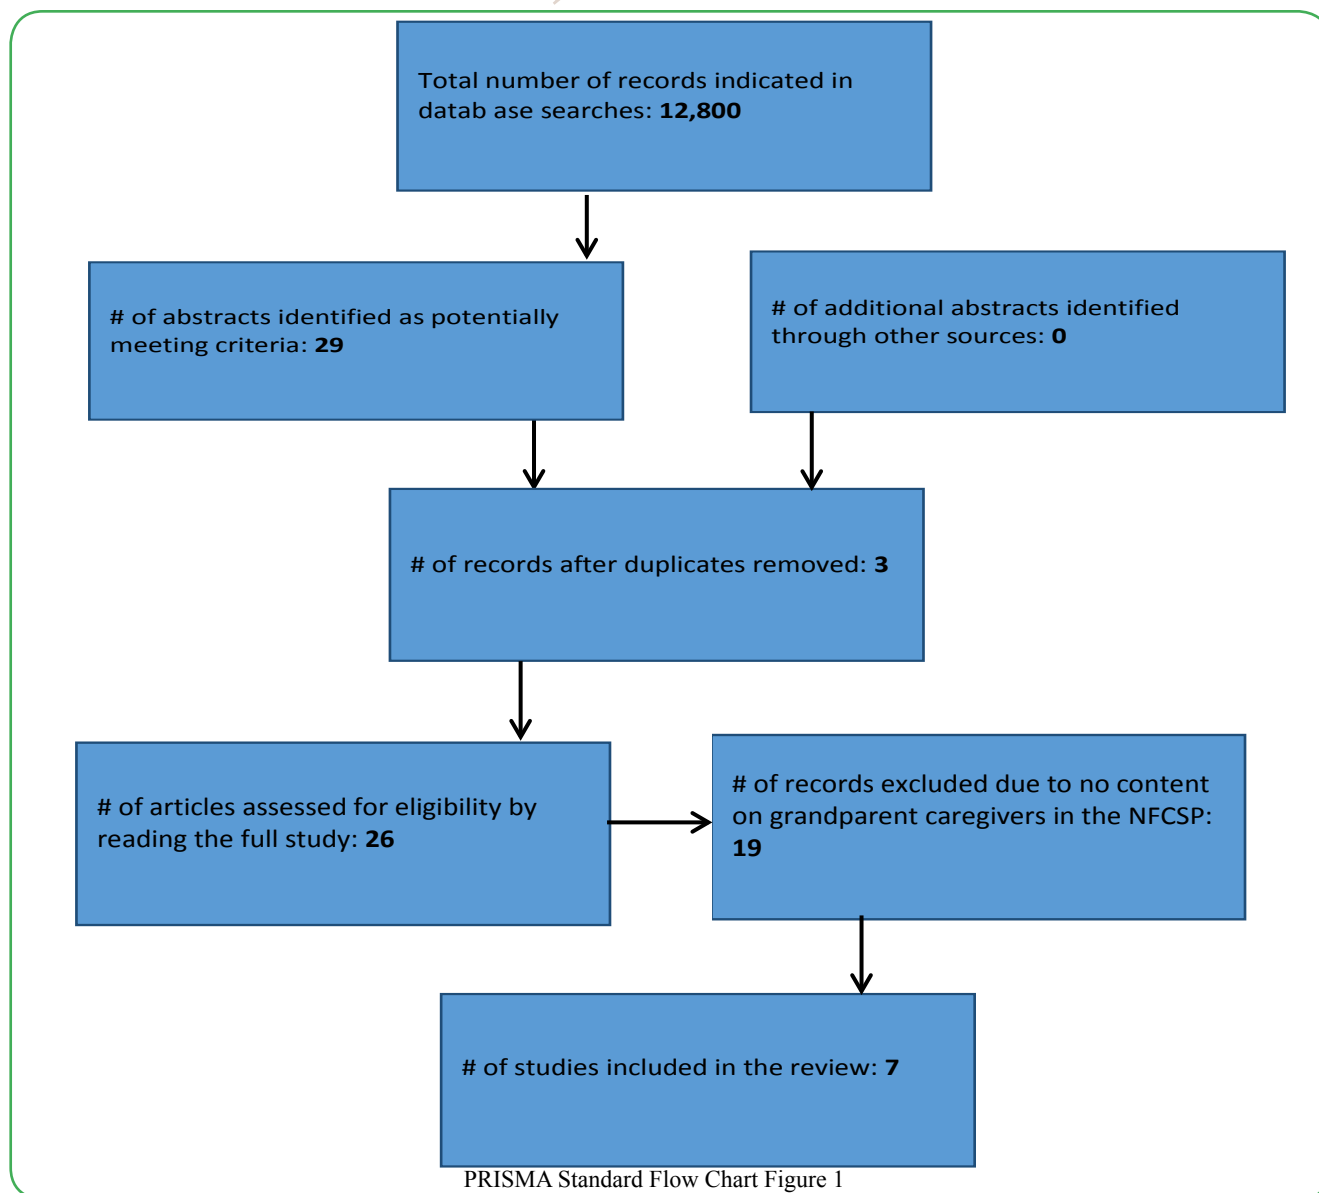 Total number of records indicated in
datab ase searches: 12,800
# of abstracts identified as potentially
meeting criteria: 29
# of additional abstracts identified
through other sources: 0
# of records after duplicates removed: 3
# of articles assessed for eligibility by
reading the full study: 26
# of records excluded due to no content
on grandparent caregivers in the NFCSP:
19
# of studies included in the review: 7
PRISMA Standard Flow Chart Figure 1